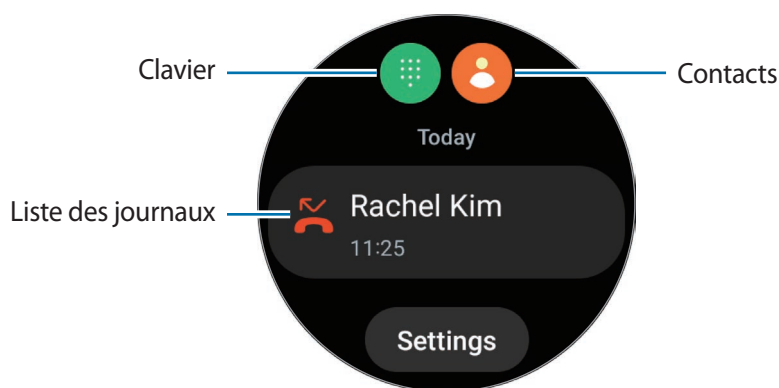 Clavier
Contacts
Today
Liste des journaux
Rachel Kim
11:25
Settings